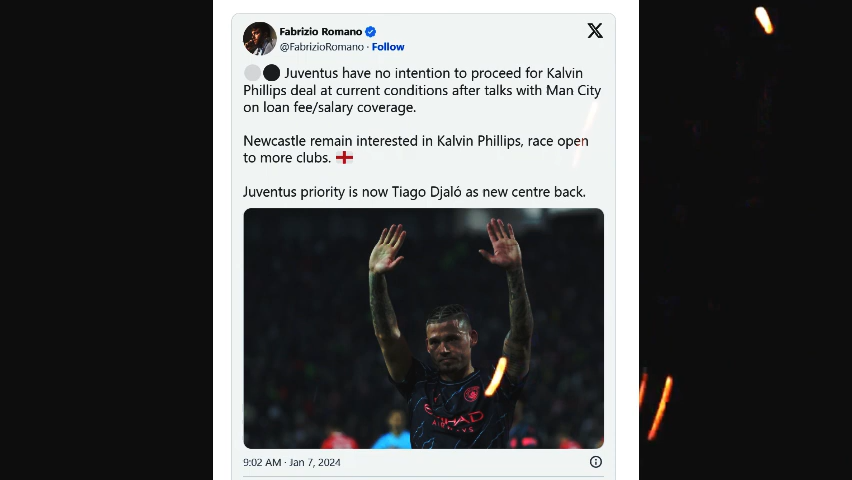 Fabrizio Romano
@FabrizioRomano · Follow
Juventus have no intention to proceed for Kalvin
Phillips deal at current conditions after talks with Man City
on loan fee/salary coverage.
Newcastle remain interested in Kalvin Phillips, race open
to more clubs.
Juventus priority is now Tiago Djaló as new centre back.
ETIHAD
AIRWAYS
9:02 AM · Jan 7, 2024